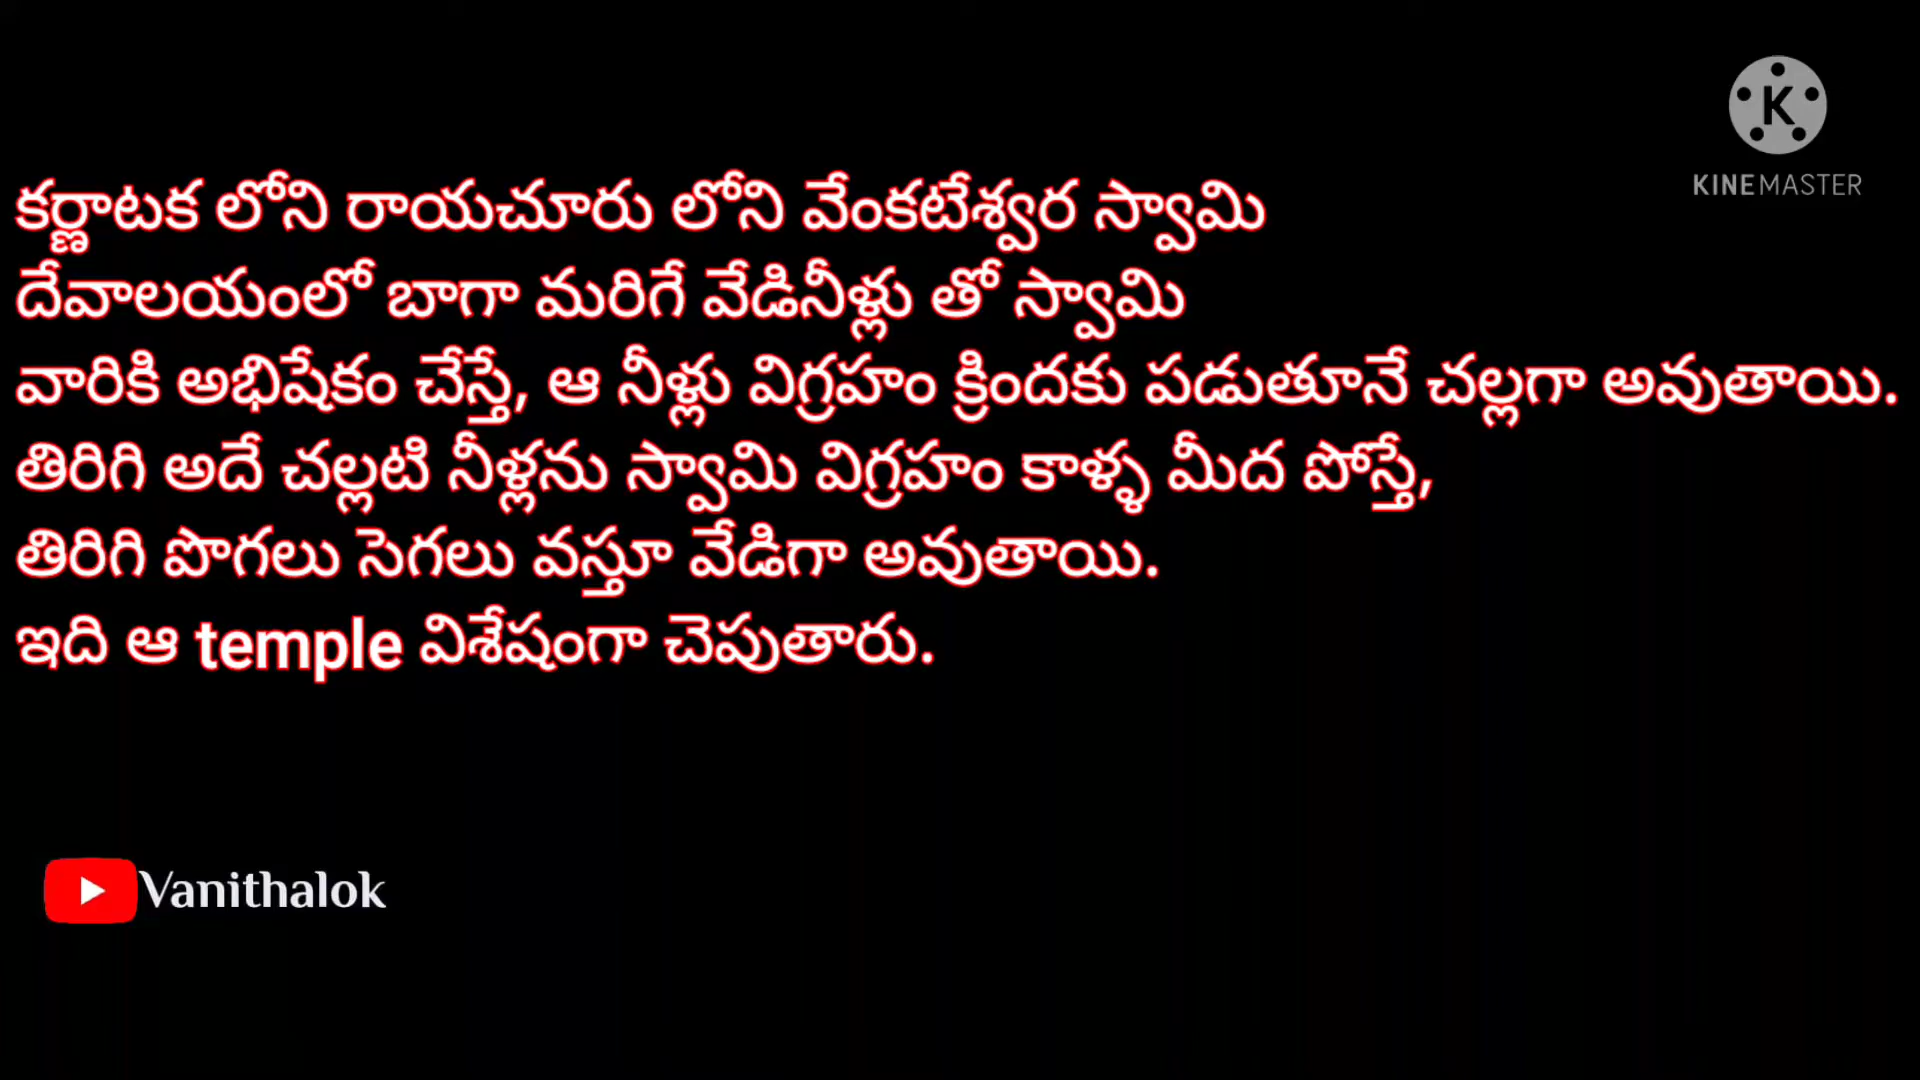 KINEMASTER
కర్ణాటక లోని రాయచూరు లోని వేంకటేశ్వర స్వామి
దేవాలయంలో బాగా మరిగే వేడినీళ్లు తో స్వామి
వారికి అభిషేకం చేస్తే, ఆ నీళ్లు విగ్రహం క్రిందకు పడుతూనే చల్లగా అవుతాయి.
తిరిగి అదే చల్లటి నీళ్లను స్వామి విగ్రహం కాళ్ళ మీద పోస్తే,
తిరిగి పొగలు సెగలు వస్తూ వేడిగా అవుతాయి.
ఇది ఆ temple విశేషంగా చెపుతారు.
Vanithalok